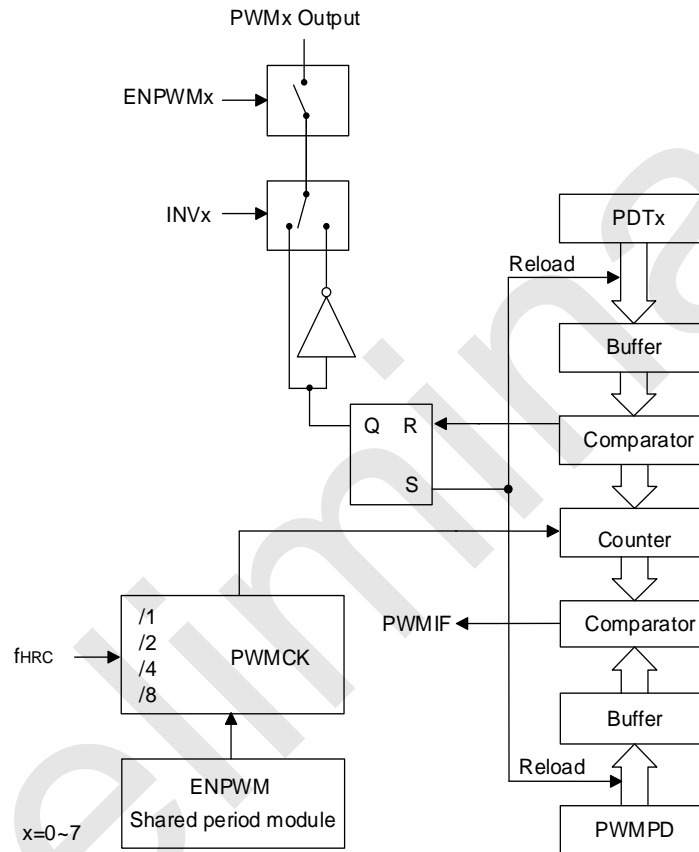 PWMx Output
ENPWMx
INVx
PDTx
Reload
Buffer
Q R
S
Comparator
Counter
fHRC
/1
/2
/4
/8
PWMCK
PWMIF
Comparator
Buffer
ENPWM
Shared period module
Reload
x=0~7
PWMPD
elimina